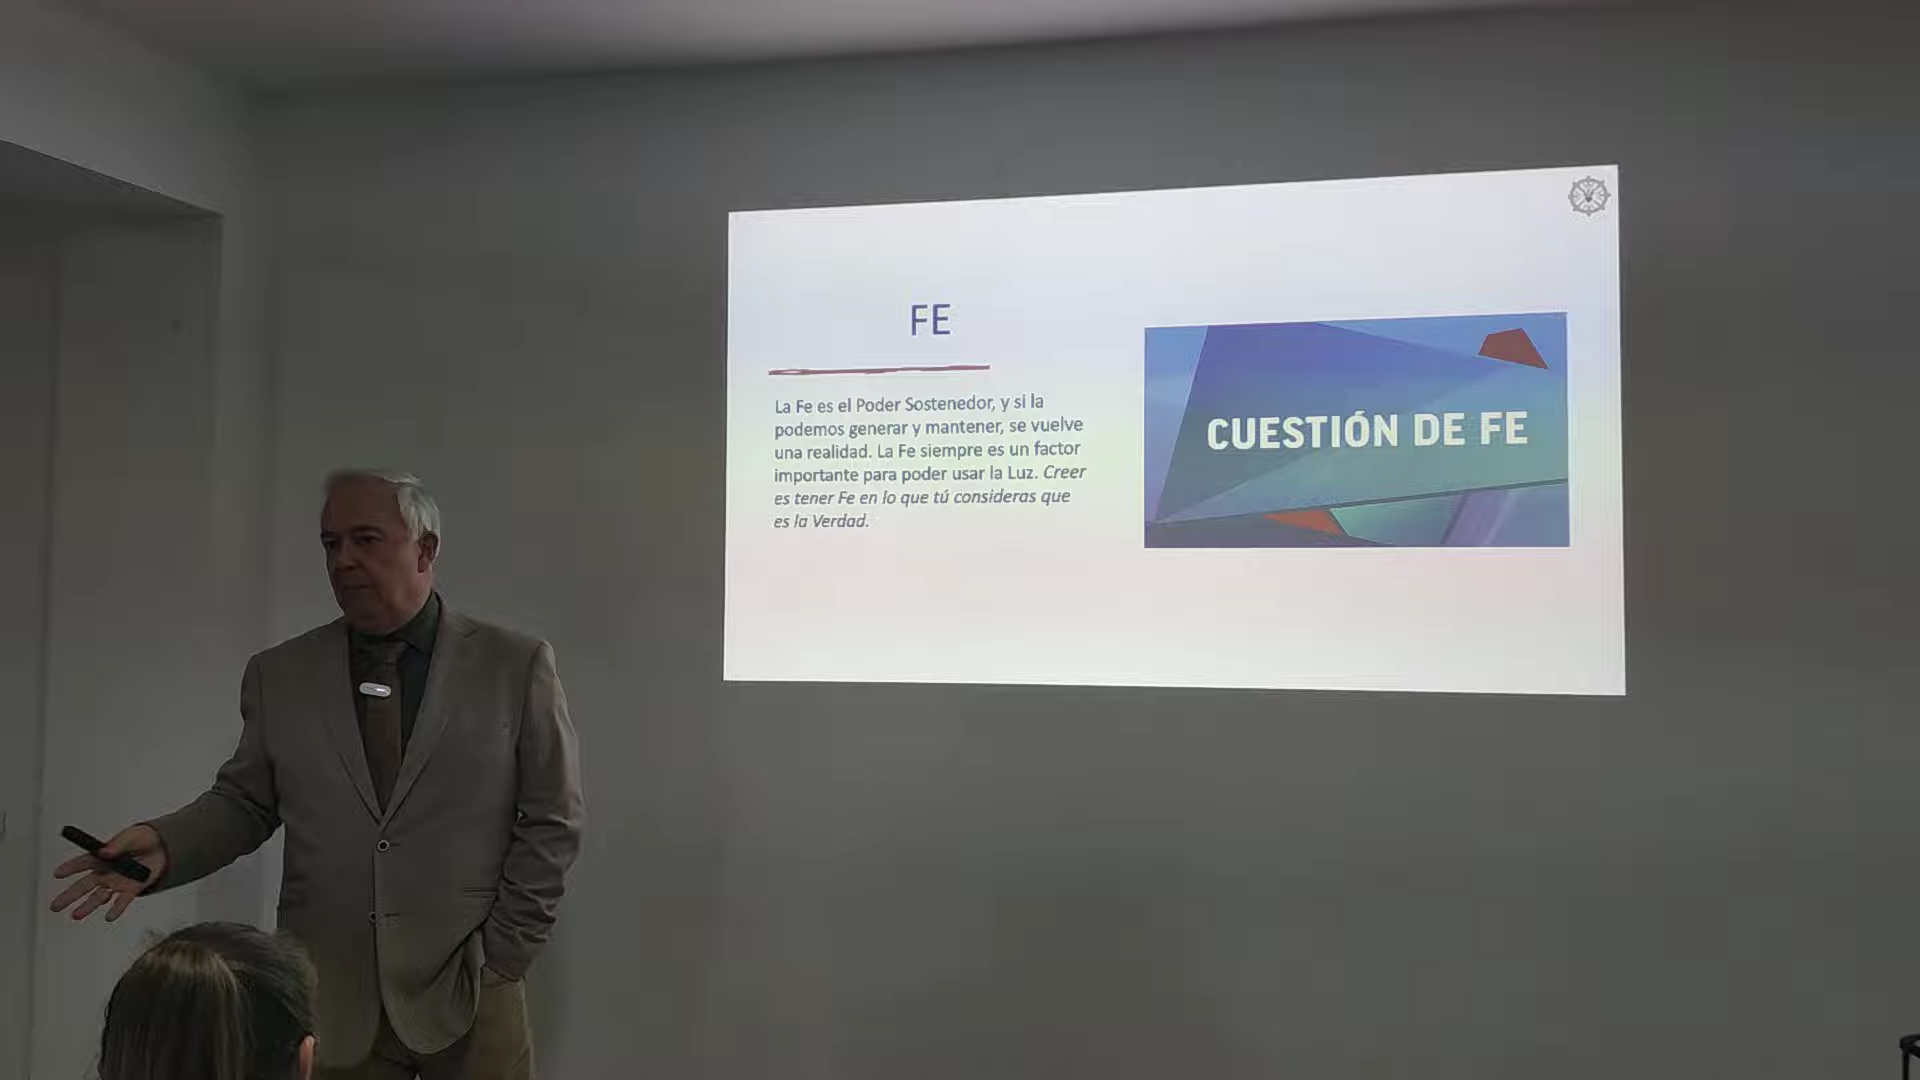 FE
La Fe es el Poder Sostenedor, y si la
podemos generar y mantener, se vuelve
una realidad. La Fe siempre es un factor
importante para poder usar la Luz. Creer
es tener Fe en lo que tú consideras que
es la Verdad.
CUESTIÓN DE FE